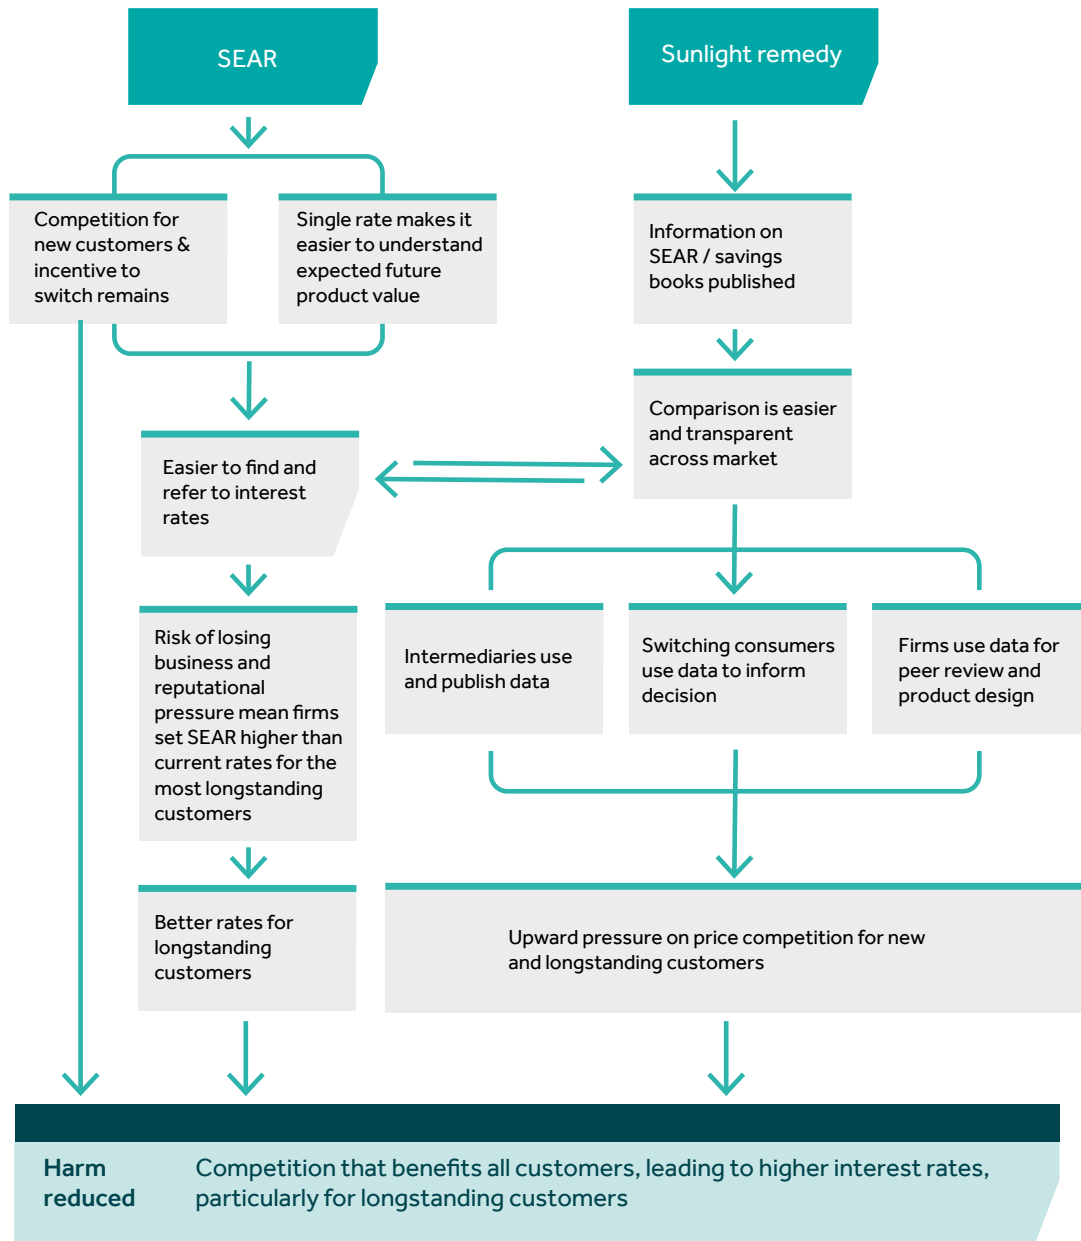 SEAR
Sunlight remedy
Competition for
new customers &
incentive to
switch remains
Single rate makes it
easier to understand
expected future
product value
Information on
SEAR / savings
books published
Comparison is easier
and transparent
across market
Easier to find and
refer to interest
rates
Risk of losing
business and
reputational
pressure mean firms
set SEAR higher than
current rates for the
most longstanding
customers
Intermediaries use
and publish data
Switching consumers
use data to inform
decision
Firms use data for
peer review and
product design
Better rates for
longstanding
customers
Upward pressure on price competition for new
and longstanding customers
Harm
reduced
Competition that benefits all customers, leading to higher interest rates,
particularly for longstanding customers